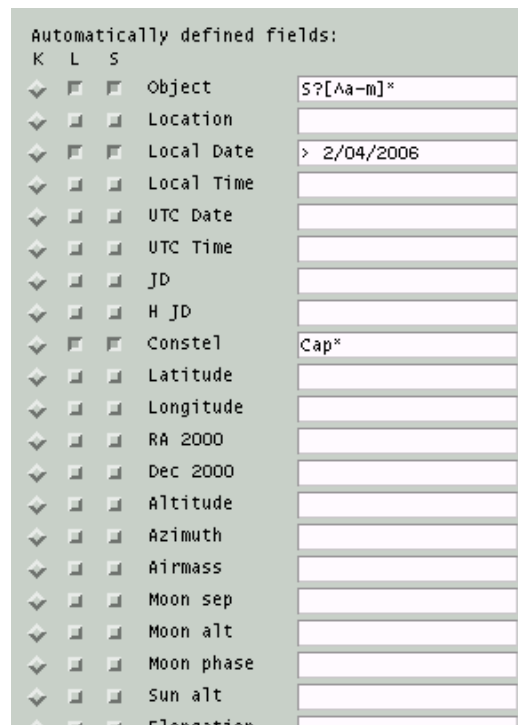 Automatically defined fields:
K L S
Object S?[^a-m]*
Location
Local Date > 2/04/2006
Local Time
UTC Date
UTC Time
JD
H JD
Constel Cap*
Latitude
Longitude
RA 2000
Dec 2000
Altitude
Azimuth
Airmass
Moon sep
Moon alt
Moon phase
Sun alt